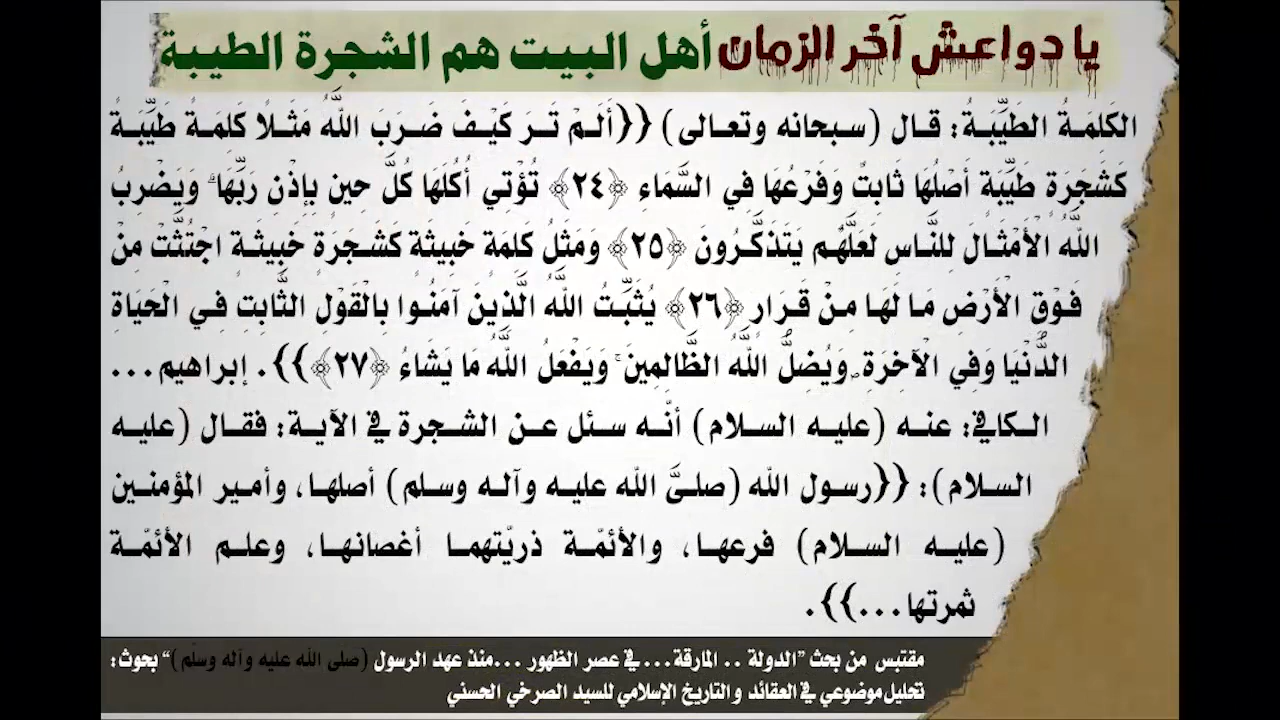 يا دواعش آخر الزمان أهل البيت هم الشجرة الطيبة
الكَلِمَةُ الطَيِّبَةُ: قال (سبحانه وتعالى) {{أَلَمْ تَرَ كَيْفَ ضَرَبَ اللَّهُ مَثَلًا كَلِمَةً طَيِّبَةً
كَشَجَرَةٍ طَيِّبَةٍ أَصْلُهَا ثَابِتٌ وَفَرْعُهَا فِي السَّمَاءِ ﴿٢٤﴾ تُؤْتِي أُكُلَهَا كُلَّ حِينٍ بِإِذْنِ رَبِّهَا ۗ وَيَضْرِبُ
اللَّهُ الْأَمْثَالَ لِلنَّاسِ لَعَلَّهُمْ يَتَذَكَّرُونَ ﴿٢٥﴾ وَمَثَلُ كَلِمَةٍ خَبِيثَةٍ كَشَجَرَةٍ خَبِيثَةٍ اجْتُثَّتْ مِنْ
فَوْقِ الْأَرْضِ مَا لَهَا مِنْ قَرَارٍ ﴿٢٦﴾ يُثَبِّتُ اللَّهُ الَّذِينَ آمَنُوا بِالْقَوْلِ الثَّابِتِ فِي الْحَيَاةِ
الدُّنْيَا وَفِي الْآخِرَةِ ۖ وَيُضِلُّ اللَّهُ الظَّالِمِينَ ۚ وَيَفْعَلُ اللَّهُ مَا يَشَاءُ ﴿٢٧﴾}}. إبراهيم...
الكافي: عنه (عليه السلام) أنّه سئل عن الشجرة في الآية: فقال (عليه
السلام): {{رسول الله (صلىَّ الله عليه وآله وسلم) أصلها، وأمير المؤمنين
(عليه السلام) فرعها، والأئمّة ذريّتهما أغصانها، وعلم الأئمّة
ثمرتها...}}.
مقتبس من بحث "الدولة .. المارقة...في عصر الظهور ...منذ عهد الرسول (صلى الله عليه وآله وسلّم)" بحوث:
تحليل موضوعي في العقائد والتاريخ الإسلامي للسيد الصرخي الحسني